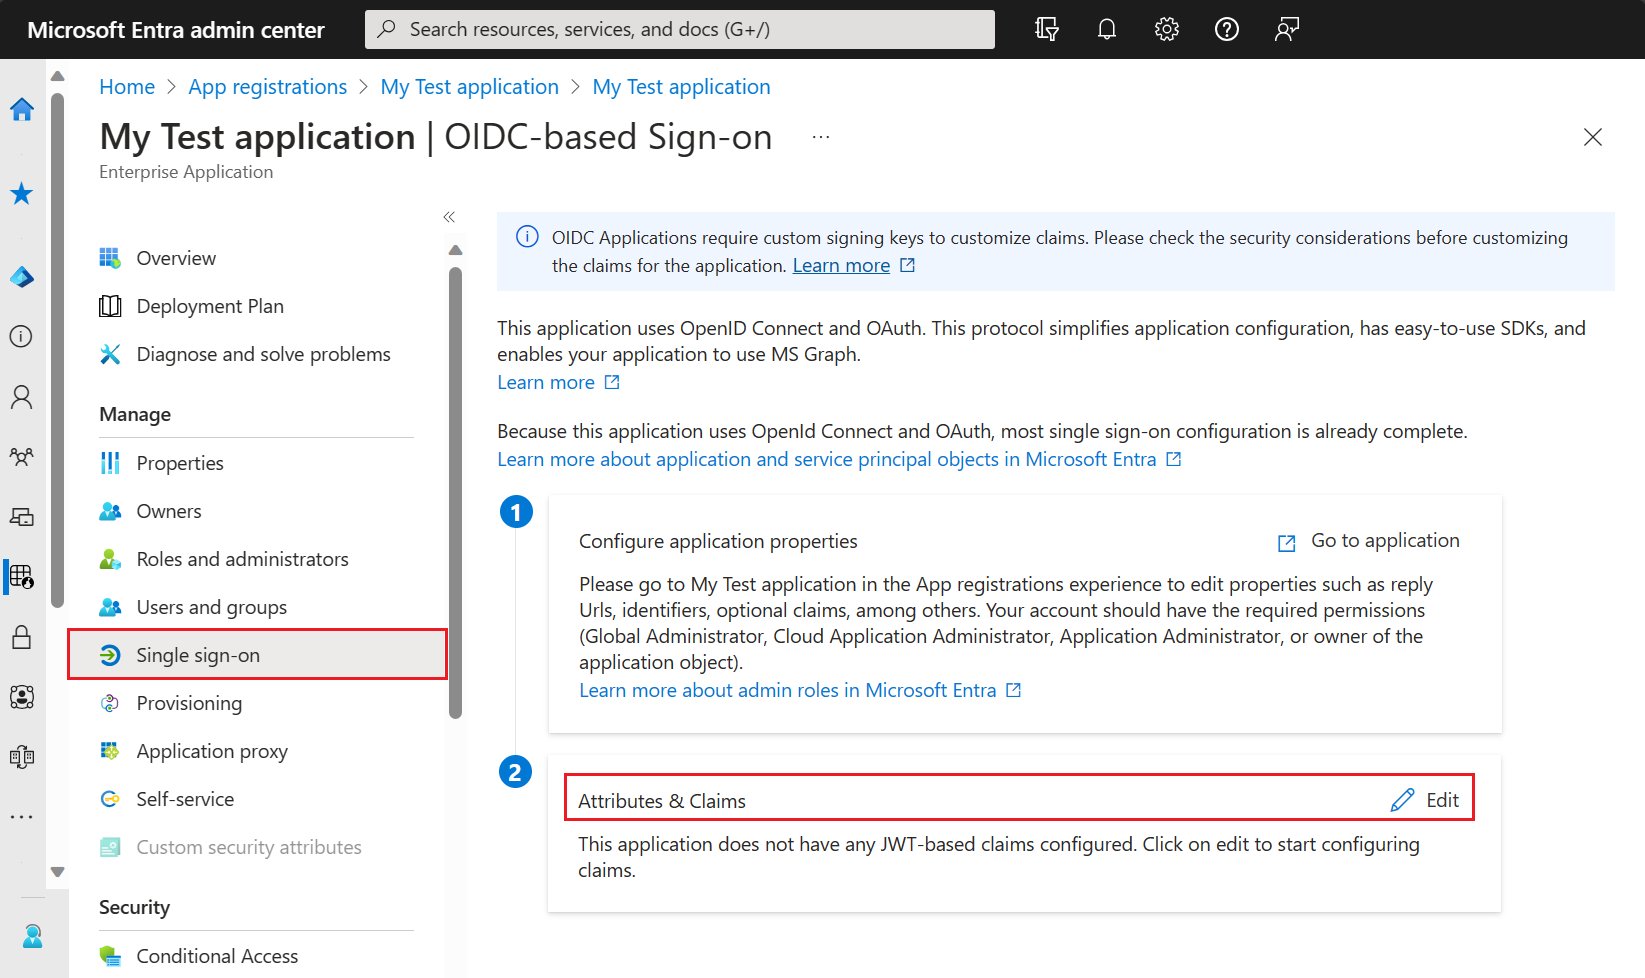 Microsoft Entra admin center
Search resources, services, and docs (G+/)
Home > App registrations > My Test application > My Test application
My Test application | OIDC-based Sign-on ...
Enterprise Application
Overview
Deployment Plan
Diagnose and solve problems
Manage
Properties
Owners
Roles and administrators
Users and groups
Single sign-on
Provisioning
Application proxy
Self-service
Custom security attributes
Security
Conditional Access
OIDC Applications require custom signing keys to customize claims. Please check the security considerations before customizing
the claims for the application. Learn more
This application uses OpenID Connect and OAuth. This protocol simplifies application configuration, has easy-to-use SDKs, and
enables your application to use MS Graph.
Learn more
Because this application uses OpenId Connect and OAuth, most single sign-on configuration is already complete.
Learn more about application and service principal objects in Microsoft Entra
1
Configure application properties
Go to application
Please go to My Test application in the App registrations experience to edit properties such as reply
Urls, identifiers, optional claims, among others. Your account should have the required permissions
(Global Administrator, Cloud Application Administrator, Application Administrator, or owner of the
application object).
Learn more about admin roles in Microsoft Entra
2
Attributes & Claims
Edit
This application does not have any JWT-based claims configured. Click on edit to start configuring
claims.